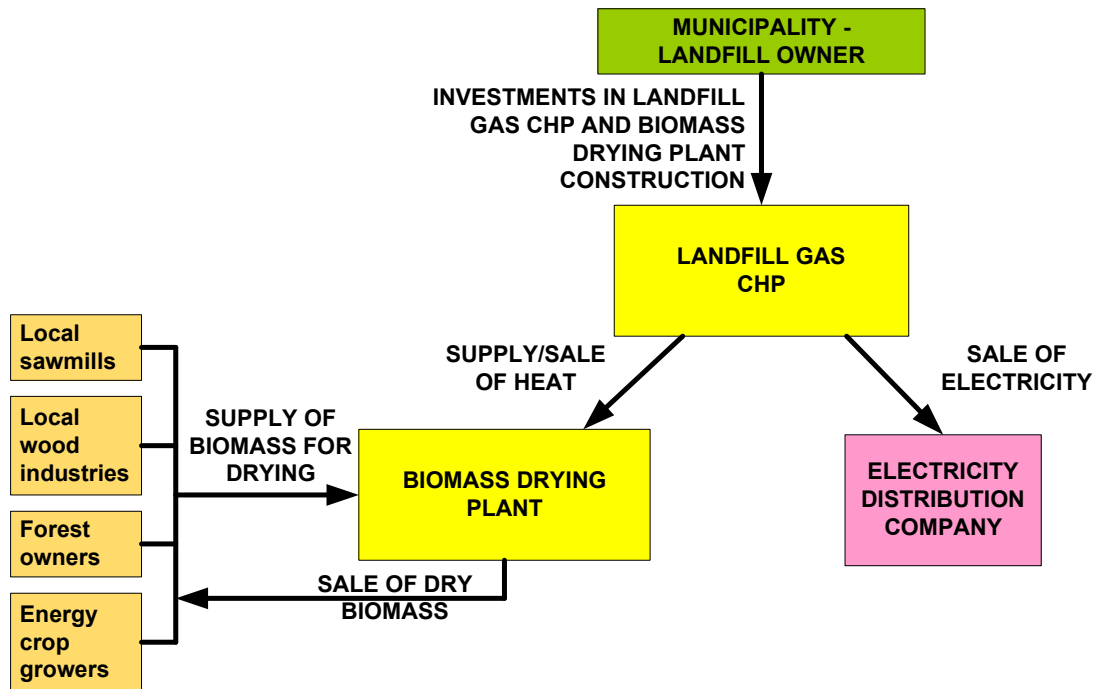 MUNICIPALITY -
LANDFILL OWNER
INVESTMENTS IN LANDFILL
GAS CHP AND BIOMASS
DRYING PLANT
CONSTRUCTION
LANDFILL GAS
CHP
SUPPLY/SALE
OF HEAT
SALE OF
ELECTRICITY
Local
sawmills
Local
wood
industries
Forest
owners
Energy
crop
growers
SUPPLY OF
BIOMASS FOR
DRYING
BIOMASS DRYING
PLANT
ELECTRICITY
DISTRIBUTION
COMPANY
SALE OF DRY
BIOMASS